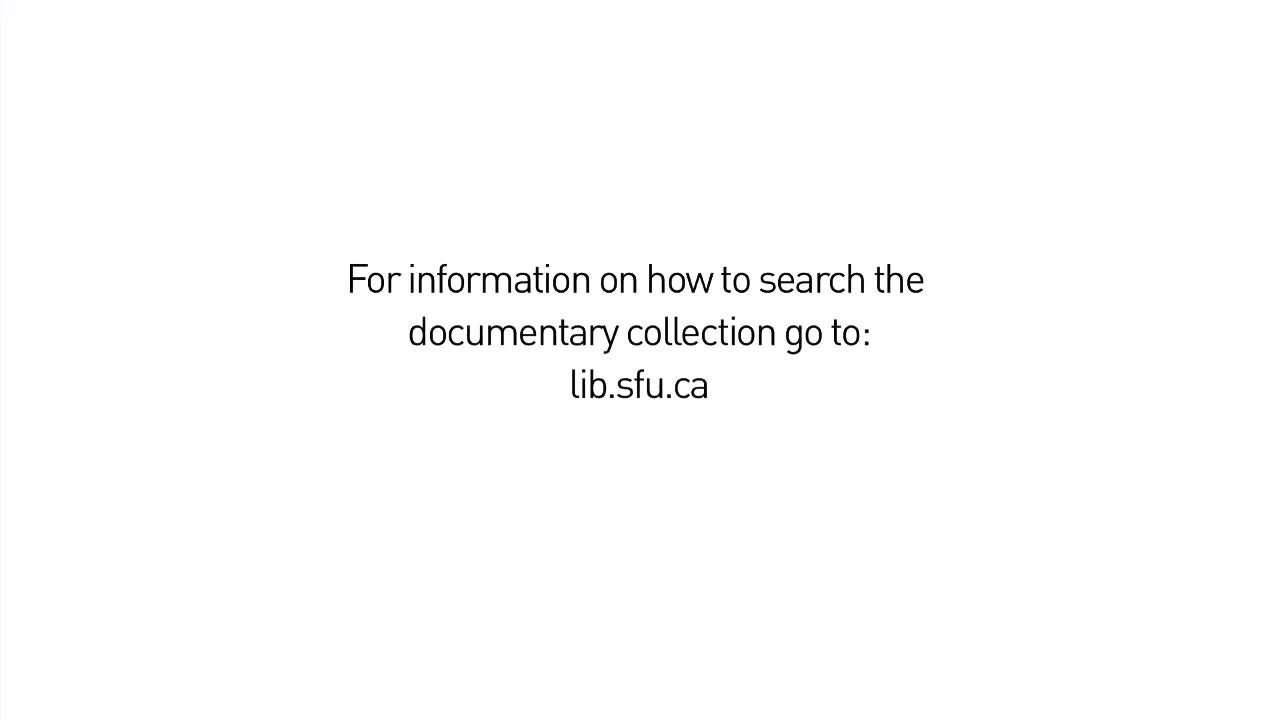 For information on how to search the
documentary collection go to:
lib.sfu.ca